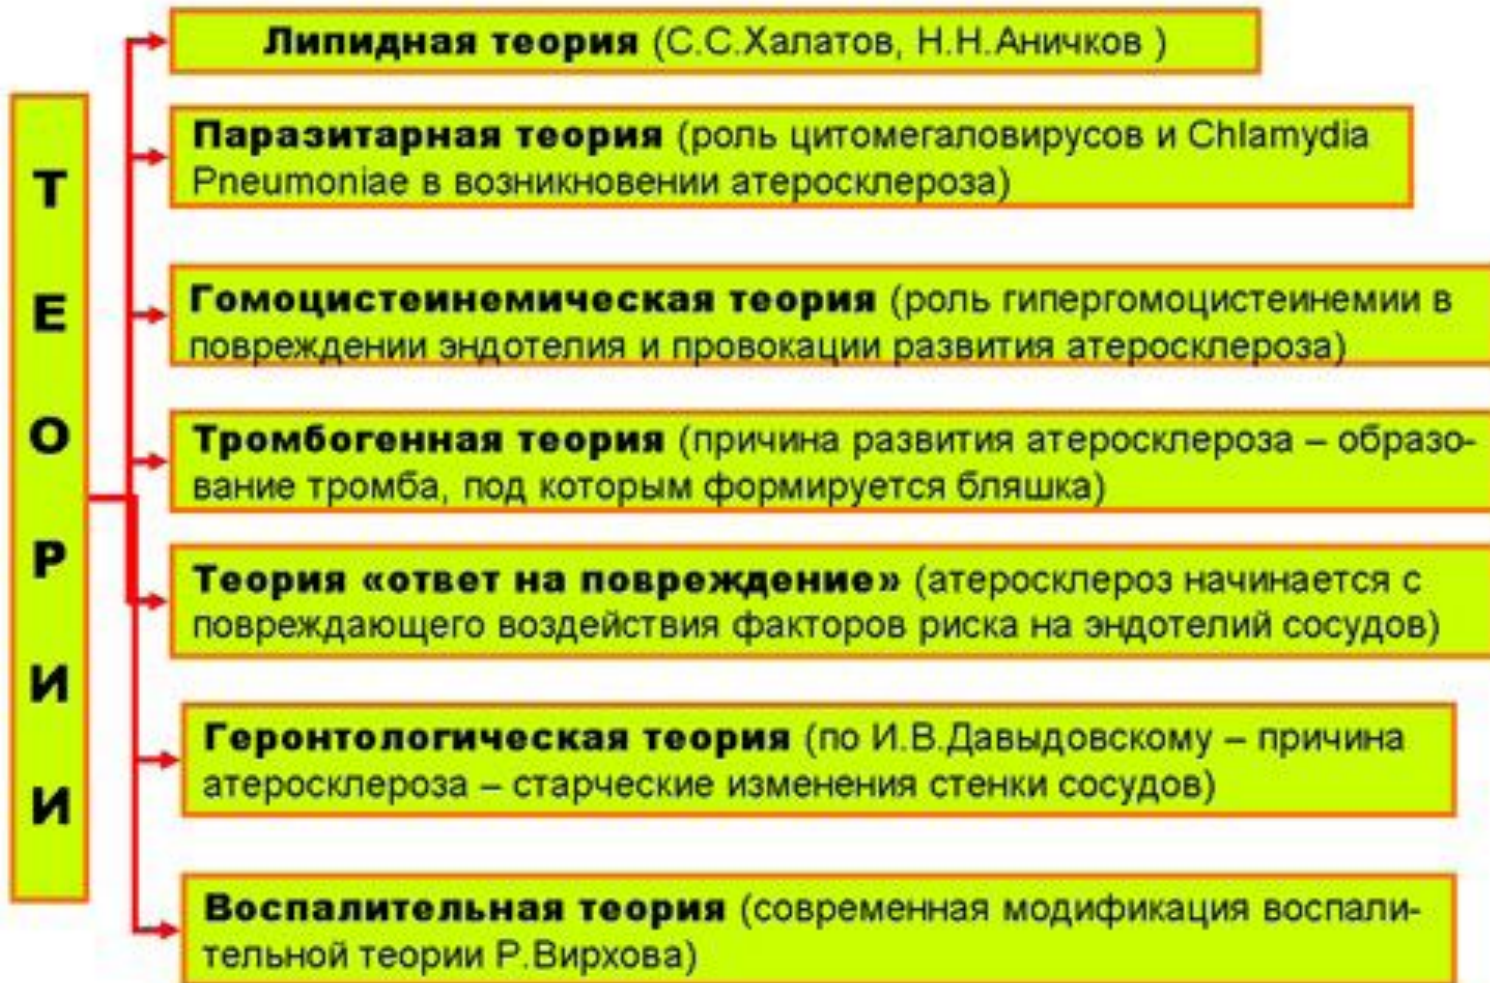 ТЕОРИИ
Липидная теория (С.С.Халатов, Н.Н.Аничков )
Паразитарная теория (роль цитомегаловирусов и Chlamydia
Pneumoniae в возникновении атеросклероза)
Гомоцистеинемическая теория (роль гипергомоцистеинемии в
повреждении эндотелия и провокации развития атеросклероза)
Тромбогенная теория (причина развития атеросклероза – образо-
вание тромба, под которым формируется бляшка)
Теория «ответ на повреждение» (атеросклероз начинается с
повреждающего воздействия факторов риска на эндотелий сосудов)
Геронтологическая теория (по И.В.Давыдовскому – причина
атеросклероза – старческие изменения стенки сосудов)
Воспалительная теория (современная модификация воспали-
тельной теории Р.Вирхова)